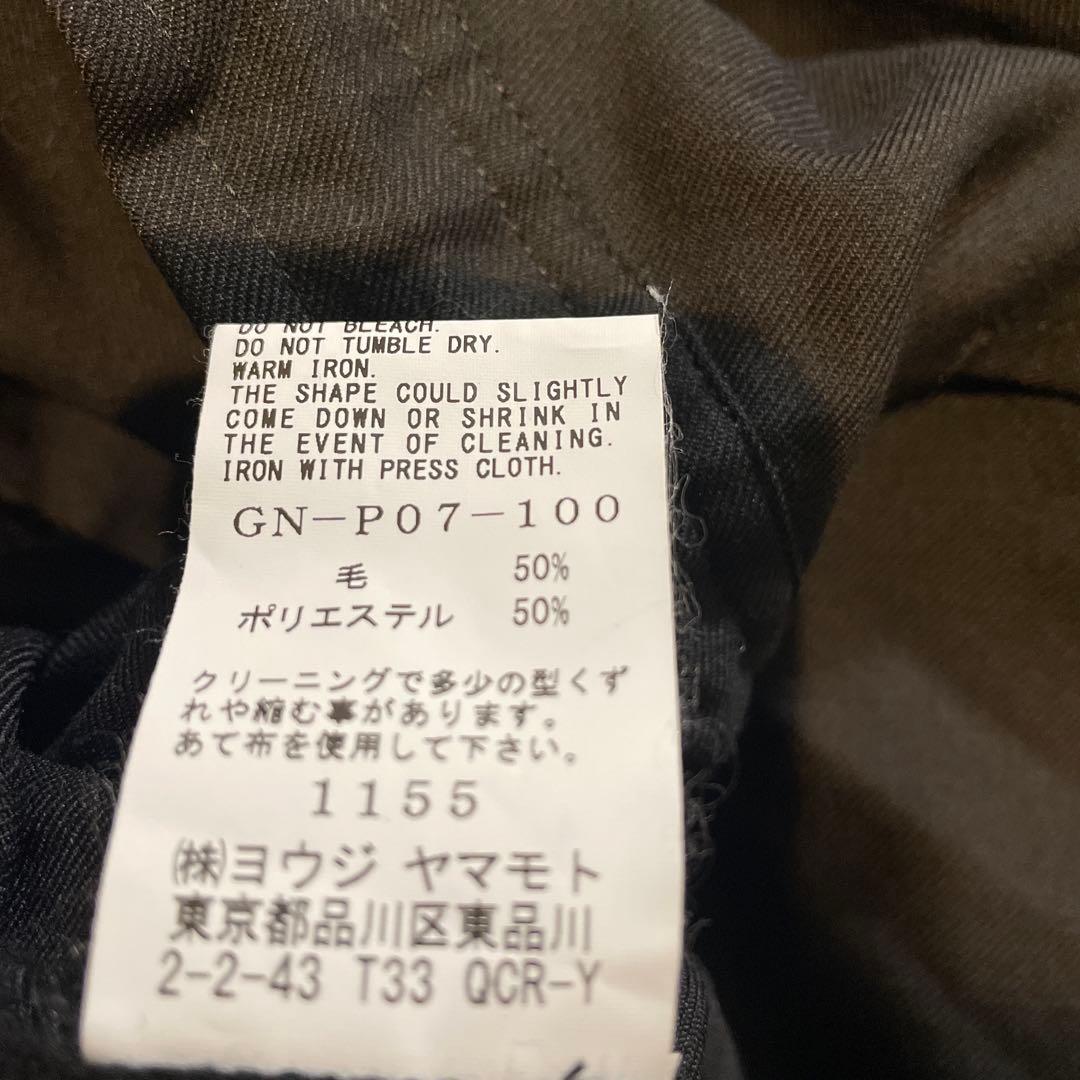 DO NOT BLEACH.
DO NOT TUMBLE DRY.
WARM IRON.
THE SHAPE COULD SLIGHTLY
COME DOWN OR SHRINK IN
THE EVENT OF CLEANING.
IRON WITH PRESS CLOTH.
GN-P07-100
毛 50%
ポリエステル 50%
クリーニングで多少の型くず
れや縮む事があります。
あて布を使用して下さい。
1155
㈱ヨウジ ヤマモト
東京都品川区東品川
2-2-43 T33 QCR-Y